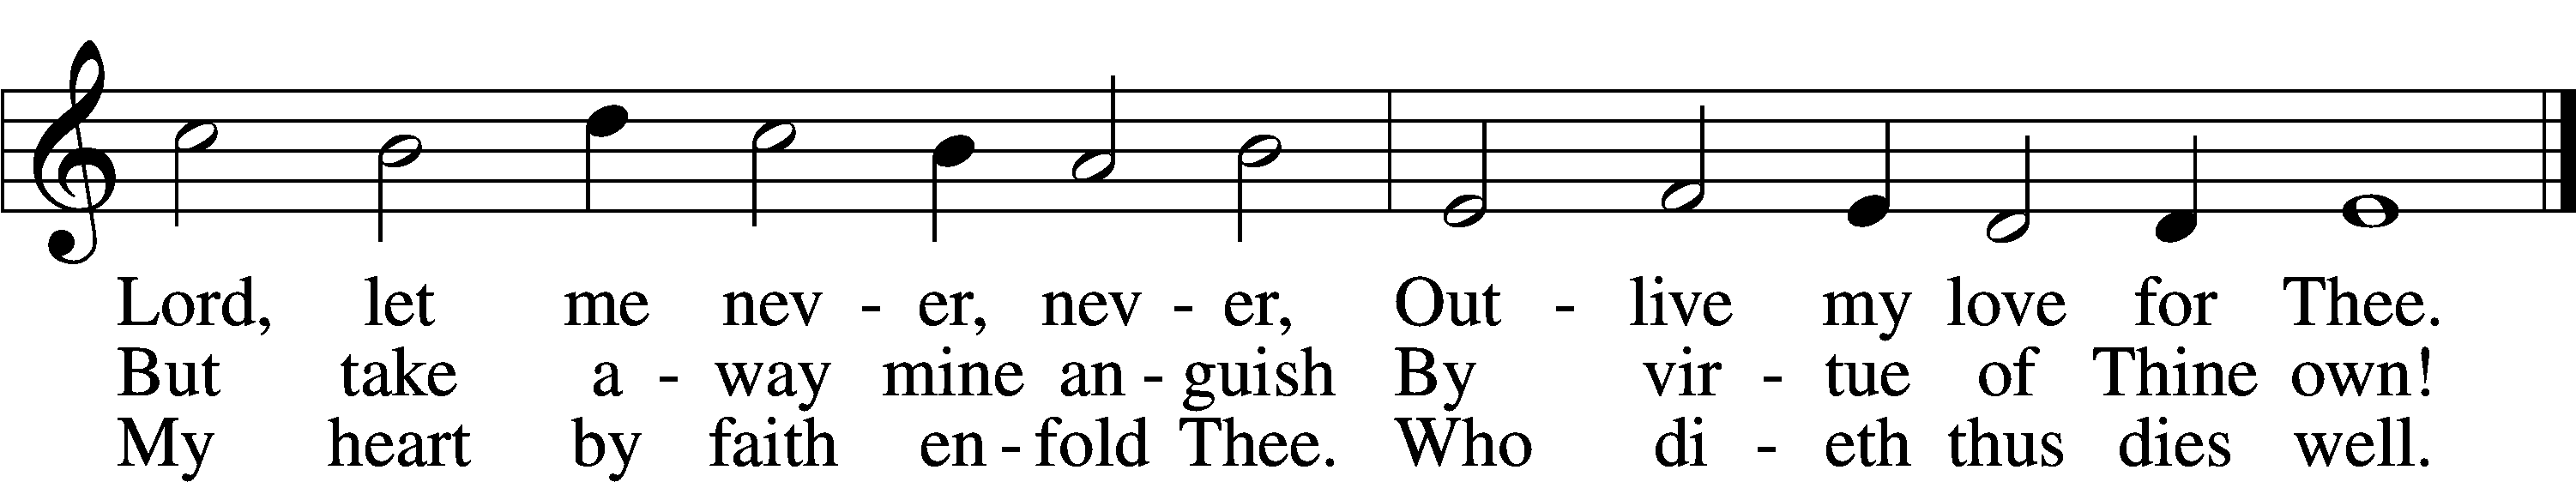 Lord, let me nev - er, nev - er, Out - live my love for Thee.
But take a - way mine an - guish By vir - tue of Thine own!
My heart by faith en - fold Thee. Who di - eth thus dies well.